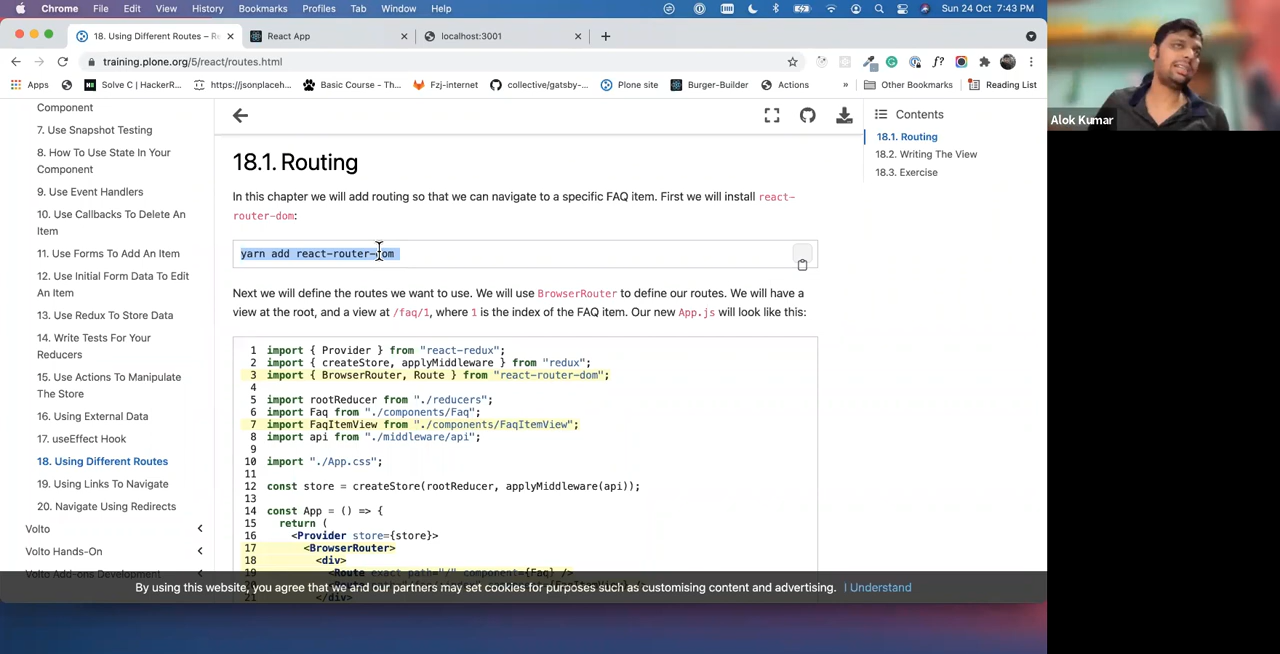 Chrome File Edit View History Bookmarks Profiles Tab Window Help Sun 24 Oct 7:43 PM
18. Using Different Routes – Re React App localhost:3001
training.plone.org/5/react/routes.html
Apps Solve C | HackerR... https://jsonplaceh... Basic Course - Th... Fzj-internet collective/gatsby-... Plone site Burger-Builder Actions » Other Bookmarks Reading List
Component
7. Use Snapshot Testing
8. How To Use State In Your
Component
9. Use Event Handlers
10. Use Callbacks To Delete An
Item
11. Use Forms To Add An Item
12. Use Initial Form Data To Edit
An Item
13. Use Redux To Store Data
14. Write Tests For Your
Reducers
15. Use Actions To Manipulate
The Store
16. Using External Data
17. useEffect Hook
18. Using Different Routes
19. Using Links To Navigate
20. Navigate Using Redirects
Volto
Volto Hands-On
Volto Add-ons Development
18.1. Routing
In this chapter we will add routing so that we can navigate to a specific FAQ item. First we will install react-
router-dom:
yarn add react-router-dom
Next we will define the routes we want to use. We will use BrowserRouter to define our routes. We will have a
view at the root, and a view at /faq/1, where 1 is the index of the FAQ item. Our new App.js will look like this:
1 import { Provider } from "react-redux";
2 import { createStore, applyMiddleware } from "redux";
3 import { BrowserRouter, Route } from "react-router-dom";
4
5 import rootReducer from "./reducers";
6 import Faq from "./components/Faq";
7 import FaqItemView from "./components/FaqItemView";
8 import api from "./middleware/api";
9
10 import "./App.css";
11
12 const store = createStore(rootReducer, applyMiddleware(api));
13
14 const App = () => {
15 return (
16 <Provider store={store}>
17 <BrowserRouter>
18 <div>
19 <Route exact path="/" component={Faq} />
21 </div>
Contents
18.1. Routing
18.2. Writing The View
18.3. Exercise
By using this website, you agree that we and our partners may set cookies for purposes such as customising content and advertising. I Understand
Alok Kumar